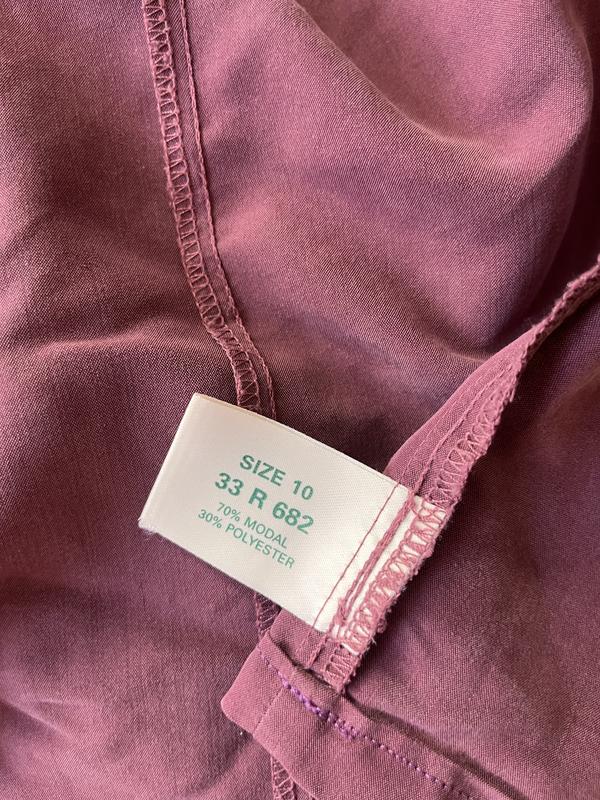 SIZE 10
33 R 682
70% MODAL
30% POLYESTER